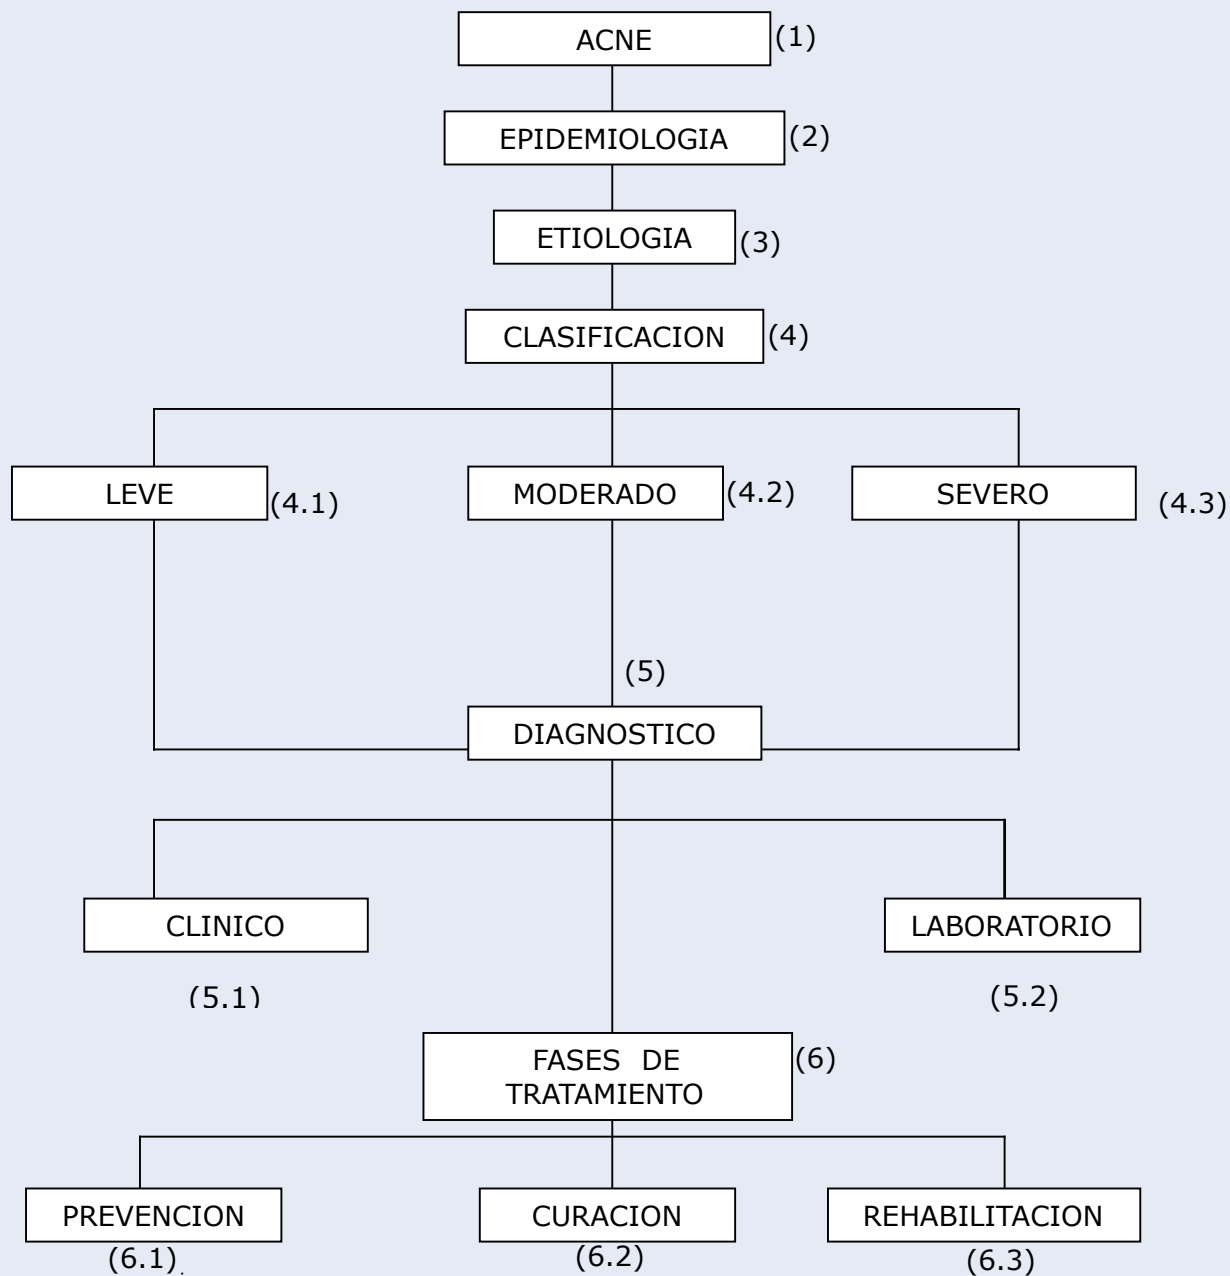 ACNE (1)
EPIDEMIOLOGIA (2)
ETIOLOGIA (3)
CLASIFICACION (4)
LEVE (4.1) MODERADO (4.2) SEVERO (4.3)
(5)
DIAGNOSTICO
CLINICO LABORATORIO
(5.1) (5.2)
FASES DE (6)
TRATAMIENTO
PREVENCION CURACION REHABILITACION
(6.1) (6.2) (6.3)